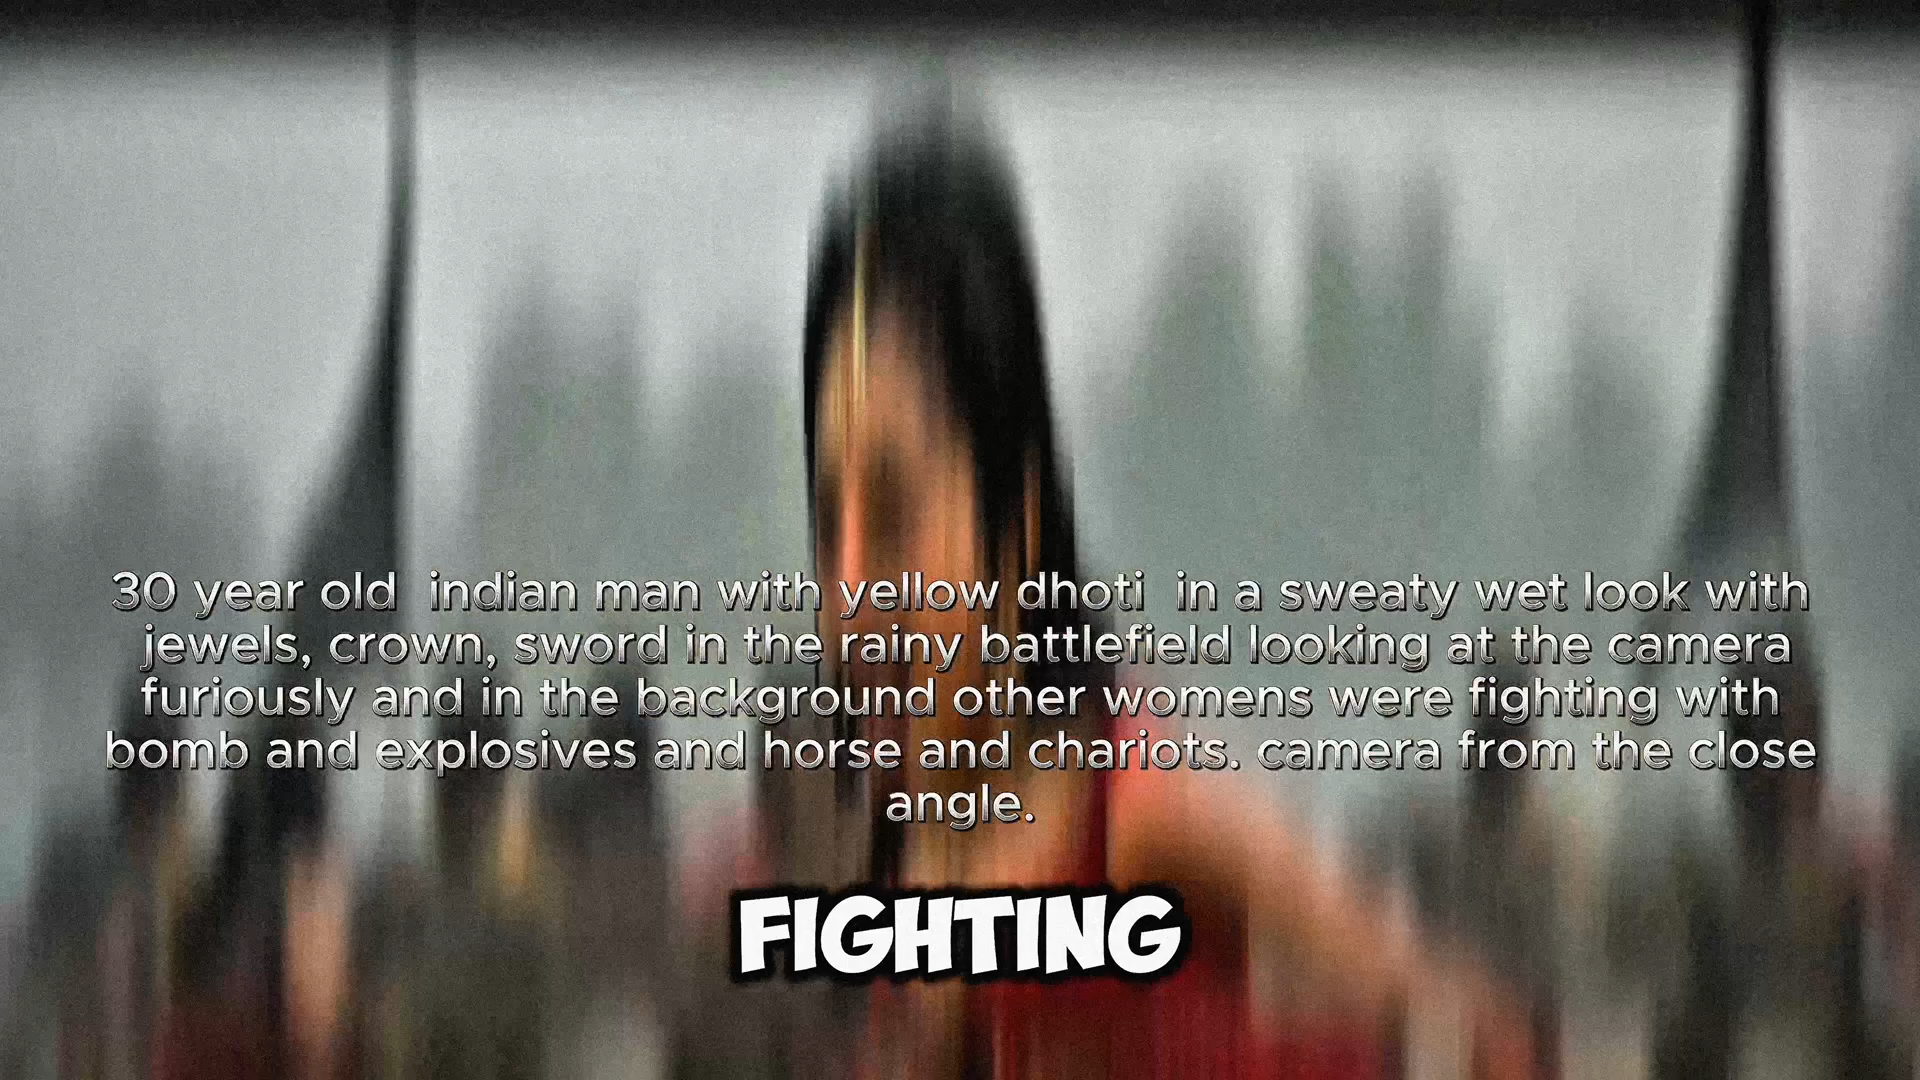 30 year old  indian man with yellow dhoti  in a sweaty wet look with
jewels, crown, sword in the rainy battlefield looking at the camera
furiously and in the background other womens were fighting with
bomb and explosives and horse and chariots. camera from the close
angle.
FIGHTING